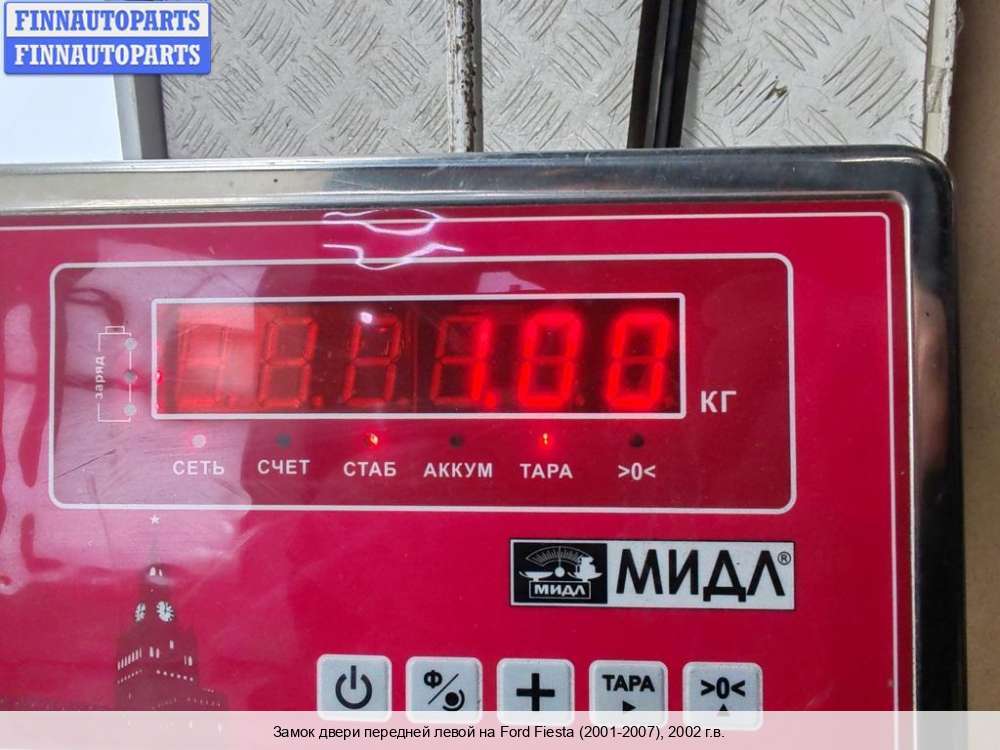 FINNAUTOPARTS
FINNAUTOPARTS
заряд
1.00
КГ
СЕТЬ СЧЕТ СТАБ АККУМ ТАРА >0<
МИДЛ МИДЛ®
Ф ТАРА >0<
Замок двери передней левой на Ford Fiesta (2001-2007), 2002 г.в.